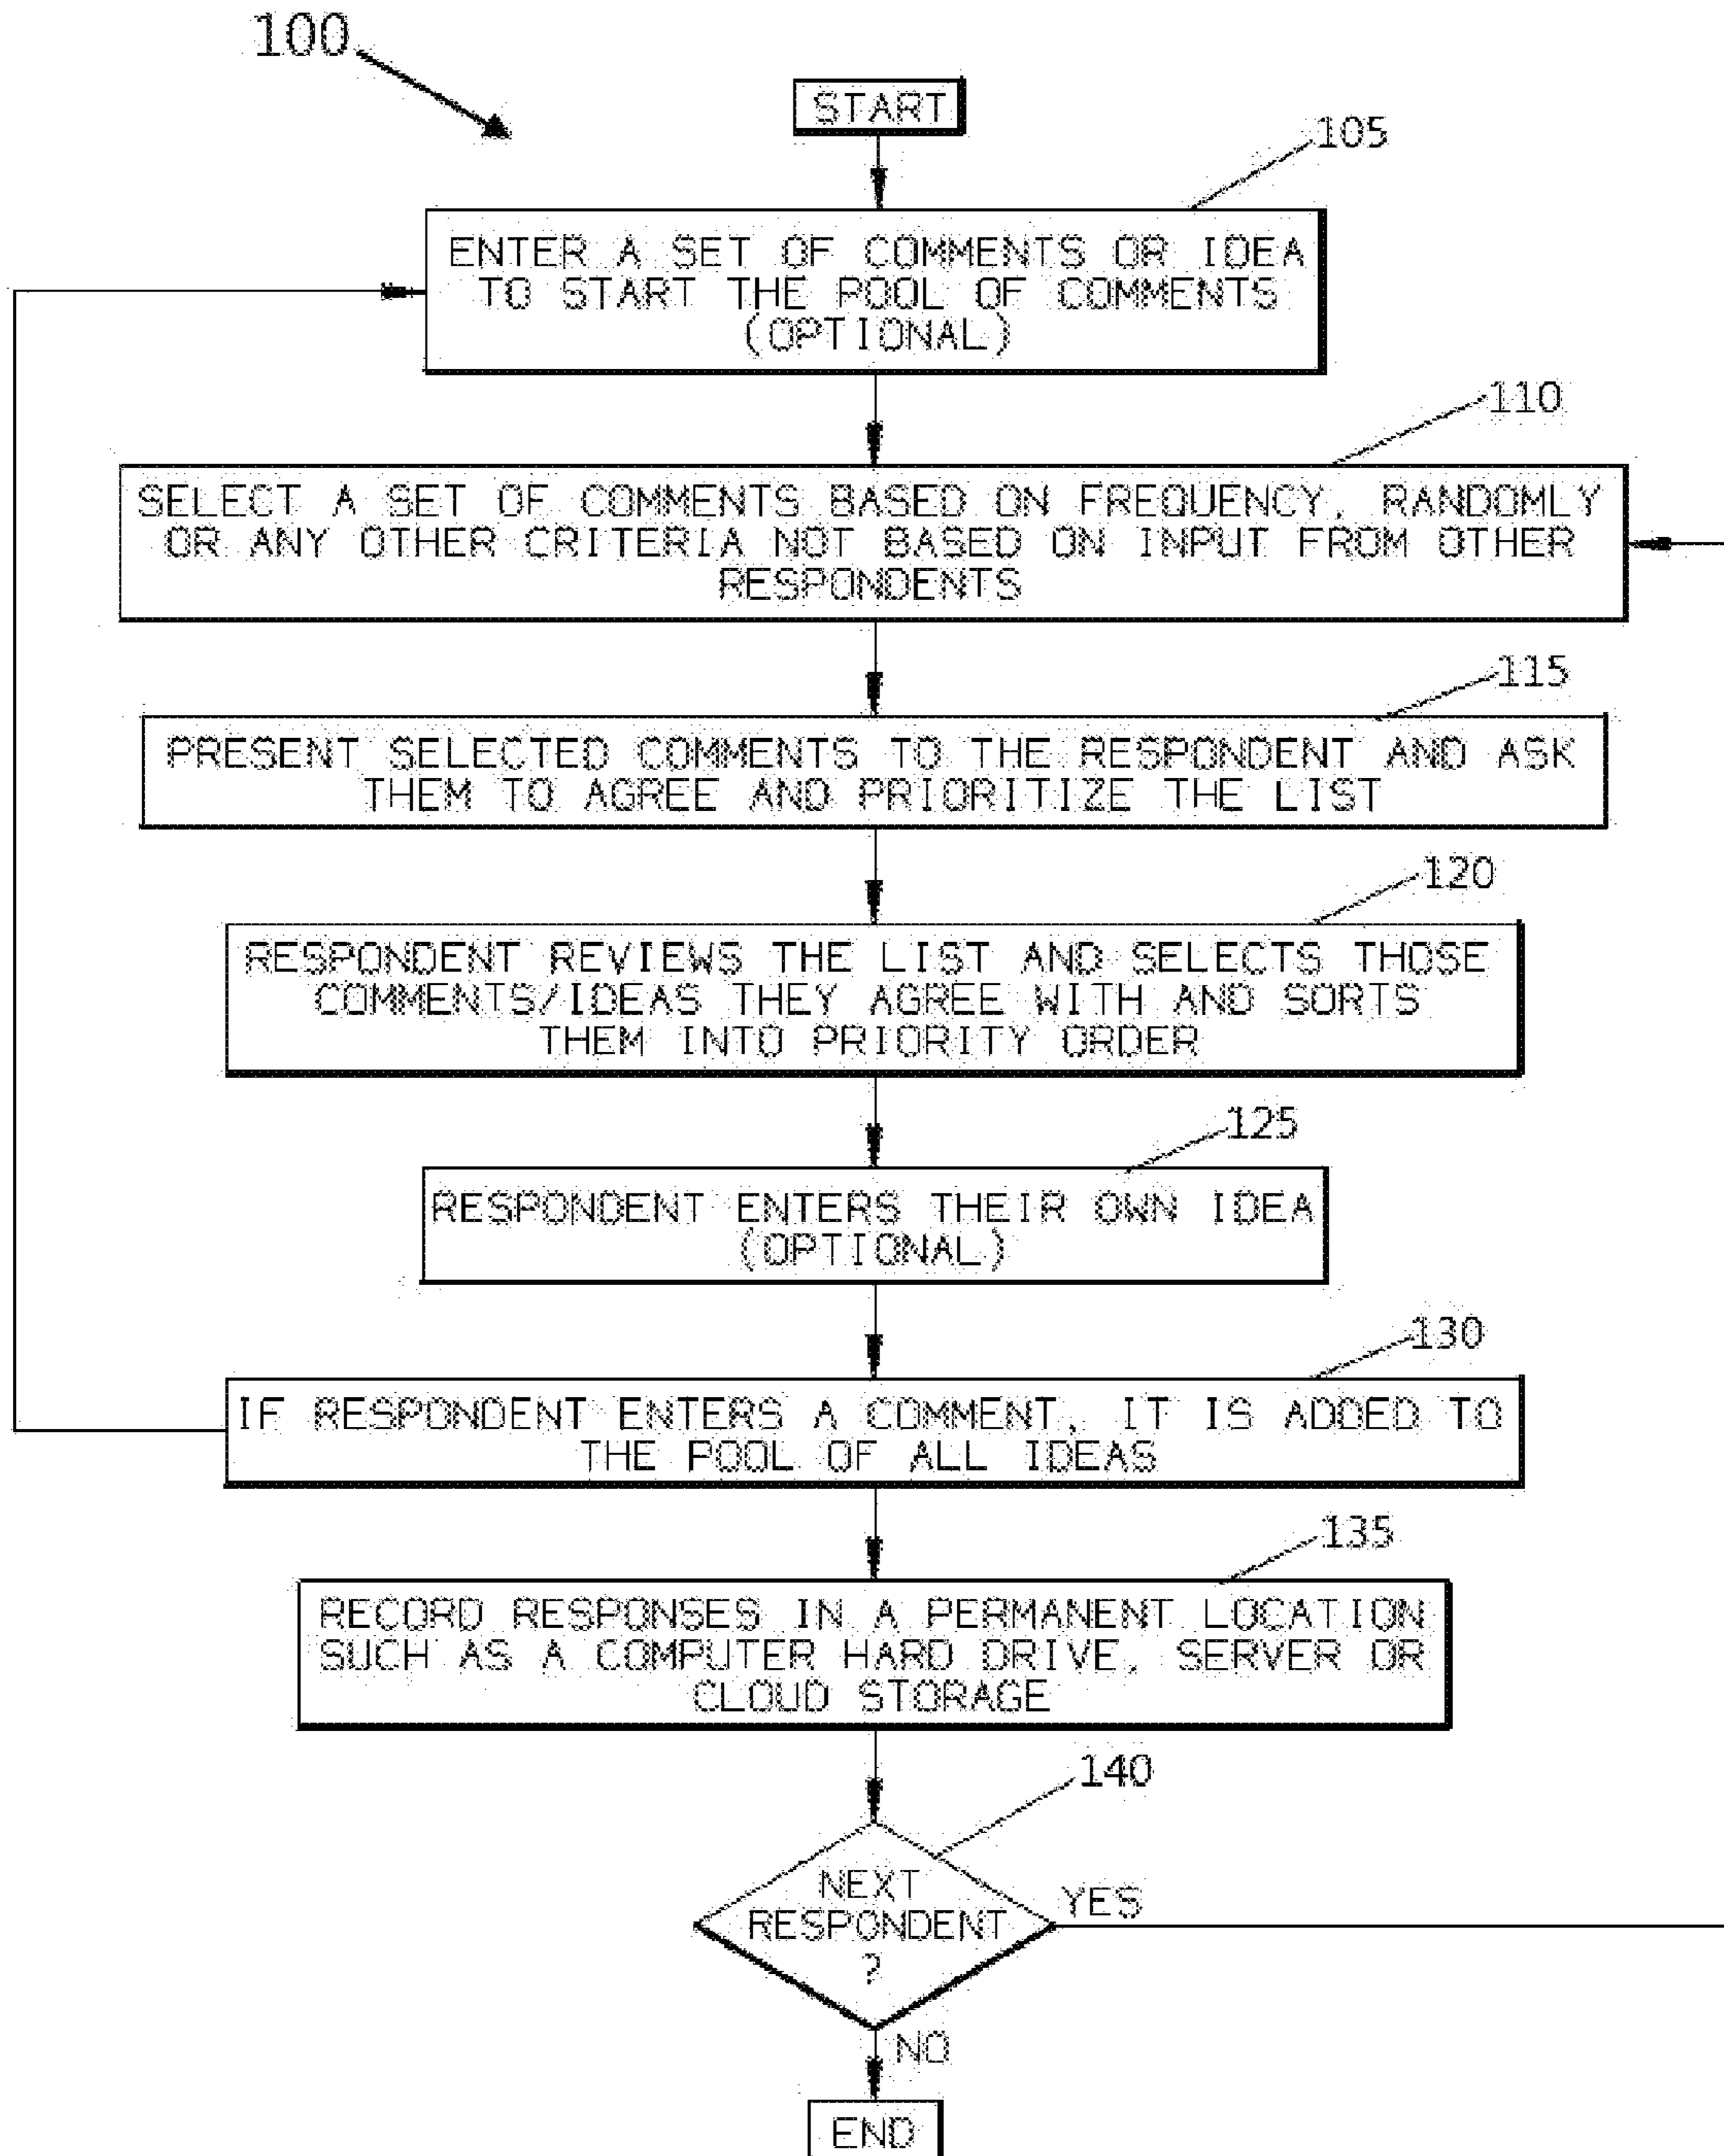 100
START
105
ENTER A SET OF COMMENTS OR IDEA
TO START THE POOL OF COMMENTS
(OPTIONAL)
110
SELECT A SET OF COMMENTS BASED ON FREQUENCY, RANDOMLY
OR ANY OTHER CRITERIA NOT BASED ON INPUT FROM OTHER
RESPONDENTS
115
PRESENT SELECTED COMMENTS TO THE RESPONDENT AND ASK
THEM TO AGREE AND PRIORITIZE THE LIST
120
RESPONDENT REVIEWS THE LIST AND SELECTS THOSE
COMMENTS/IDEAS THEY AGREE WITH AND SORTS
THEM INTO PRIORITY ORDER
125
RESPONDENT ENTERS THEIR OWN IDEA
(OPTIONAL)
130
IF RESPONDENT ENTERS A COMMENT, IT IS ADDED TO
THE POOL OF ALL IDEAS
135
RECORD RESPONSES IN A PERMANENT LOCATION
SUCH AS A COMPUTER HARD DRIVE, SERVER OR
CLOUD STORAGE
140
NEXT
RESPONDENT
?
YES
NO
END